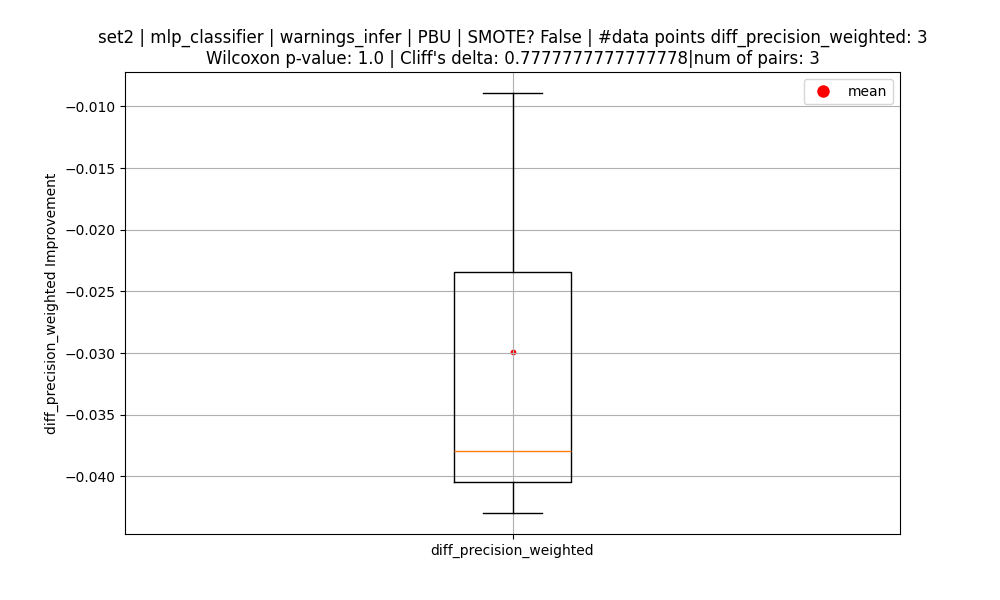 set2 | mlp_classifier | warnings_infer | PBU | SMOTE? False | #data points diff_precision_weighted: 3
Wilcoxon p-value: 1.0 | Cliff's delta: 0.7777777777777778|num of pairs: 3
mean
−0.010
−0.015
−0.020
−0.025
−0.030
−0.035
−0.040
diff_precision_weighted Improvement
diff_precision_weighted